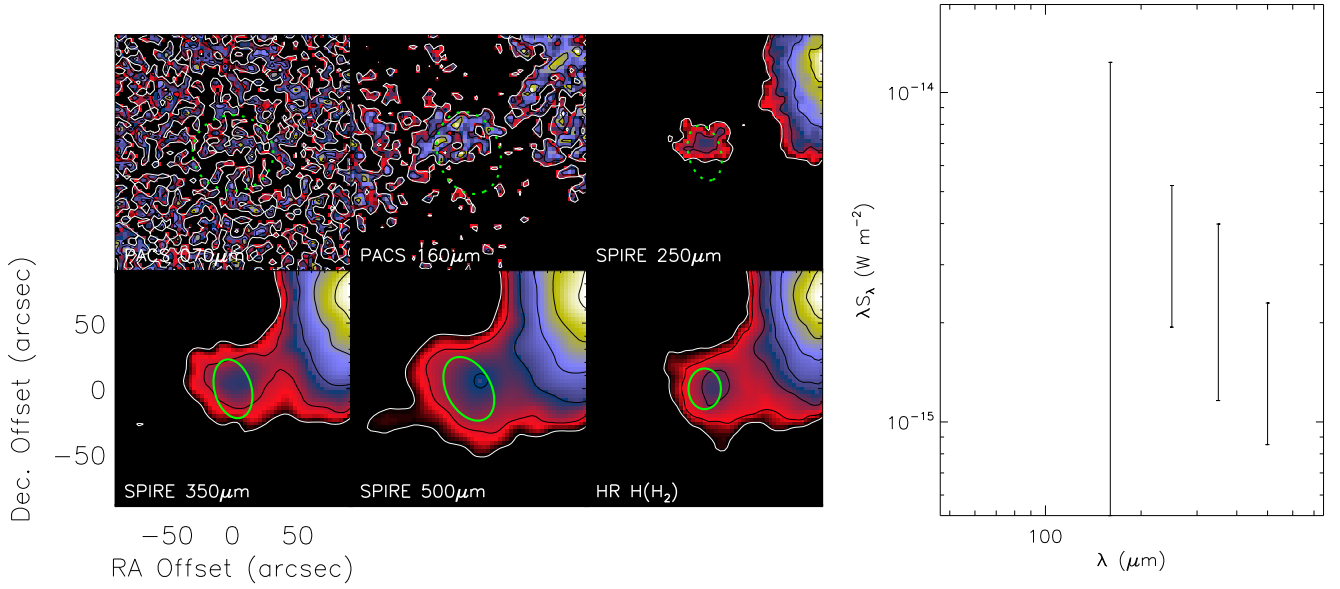 PACS 070μm
PACS 160μm
SPIRE 250μm
SPIRE 350μm
SPIRE 500μm
HR H(H₂)
Dec. Offset (arcsec)
50
0
−50
−50 0 50
RA Offset (arcsec)
λS_λ (W m⁻²)
10⁻¹⁴
10⁻¹⁵
100
λ (μm)